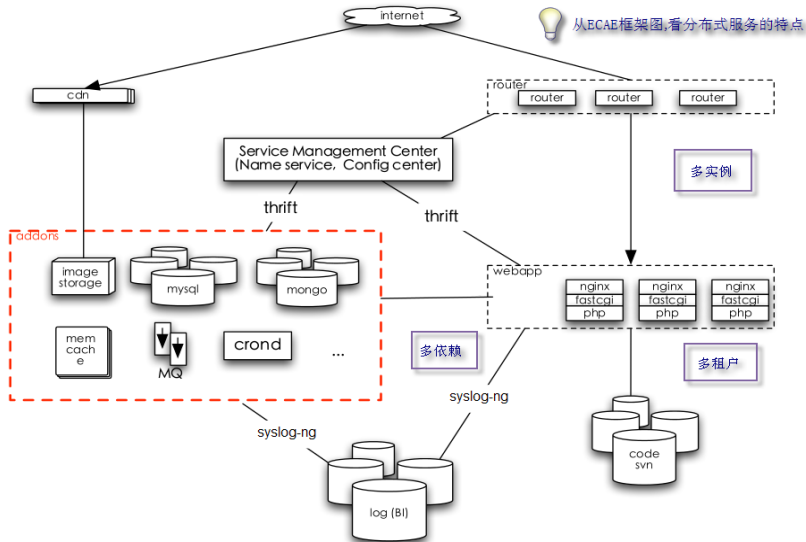 internet
从ECAE框架图,看分布式服务的特点
cdn
router
router
router
router
Service Management Center
(Name service, Config center)
多实例
thrift
thrift
addons
image
storage
mysql
mongo
webapp
nginx
fastcgi
php
nginx
fastcgi
php
nginx
fastcgi
php
mem
cach
e
MQ
crond
...
多依赖
多租户
syslog-ng
syslog-ng
code
svn
log (BI)